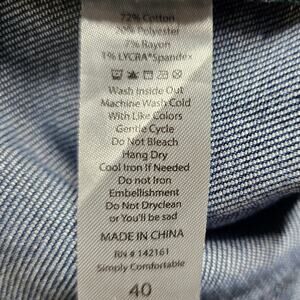 72% Cotton
20% Polyester
7% Rayon
1% LYCRA® Spandex
Wash Inside Out
Machine Wash Cold
With Like Colors
Gentle Cycle
Do Not Bleach
Hang Dry
Cool Iron If Needed
Do not Iron
Embellishment
Do Not Dryclean
or You'll be sad
MADE IN CHINA
RN # 142161
Simply Comfortable
40